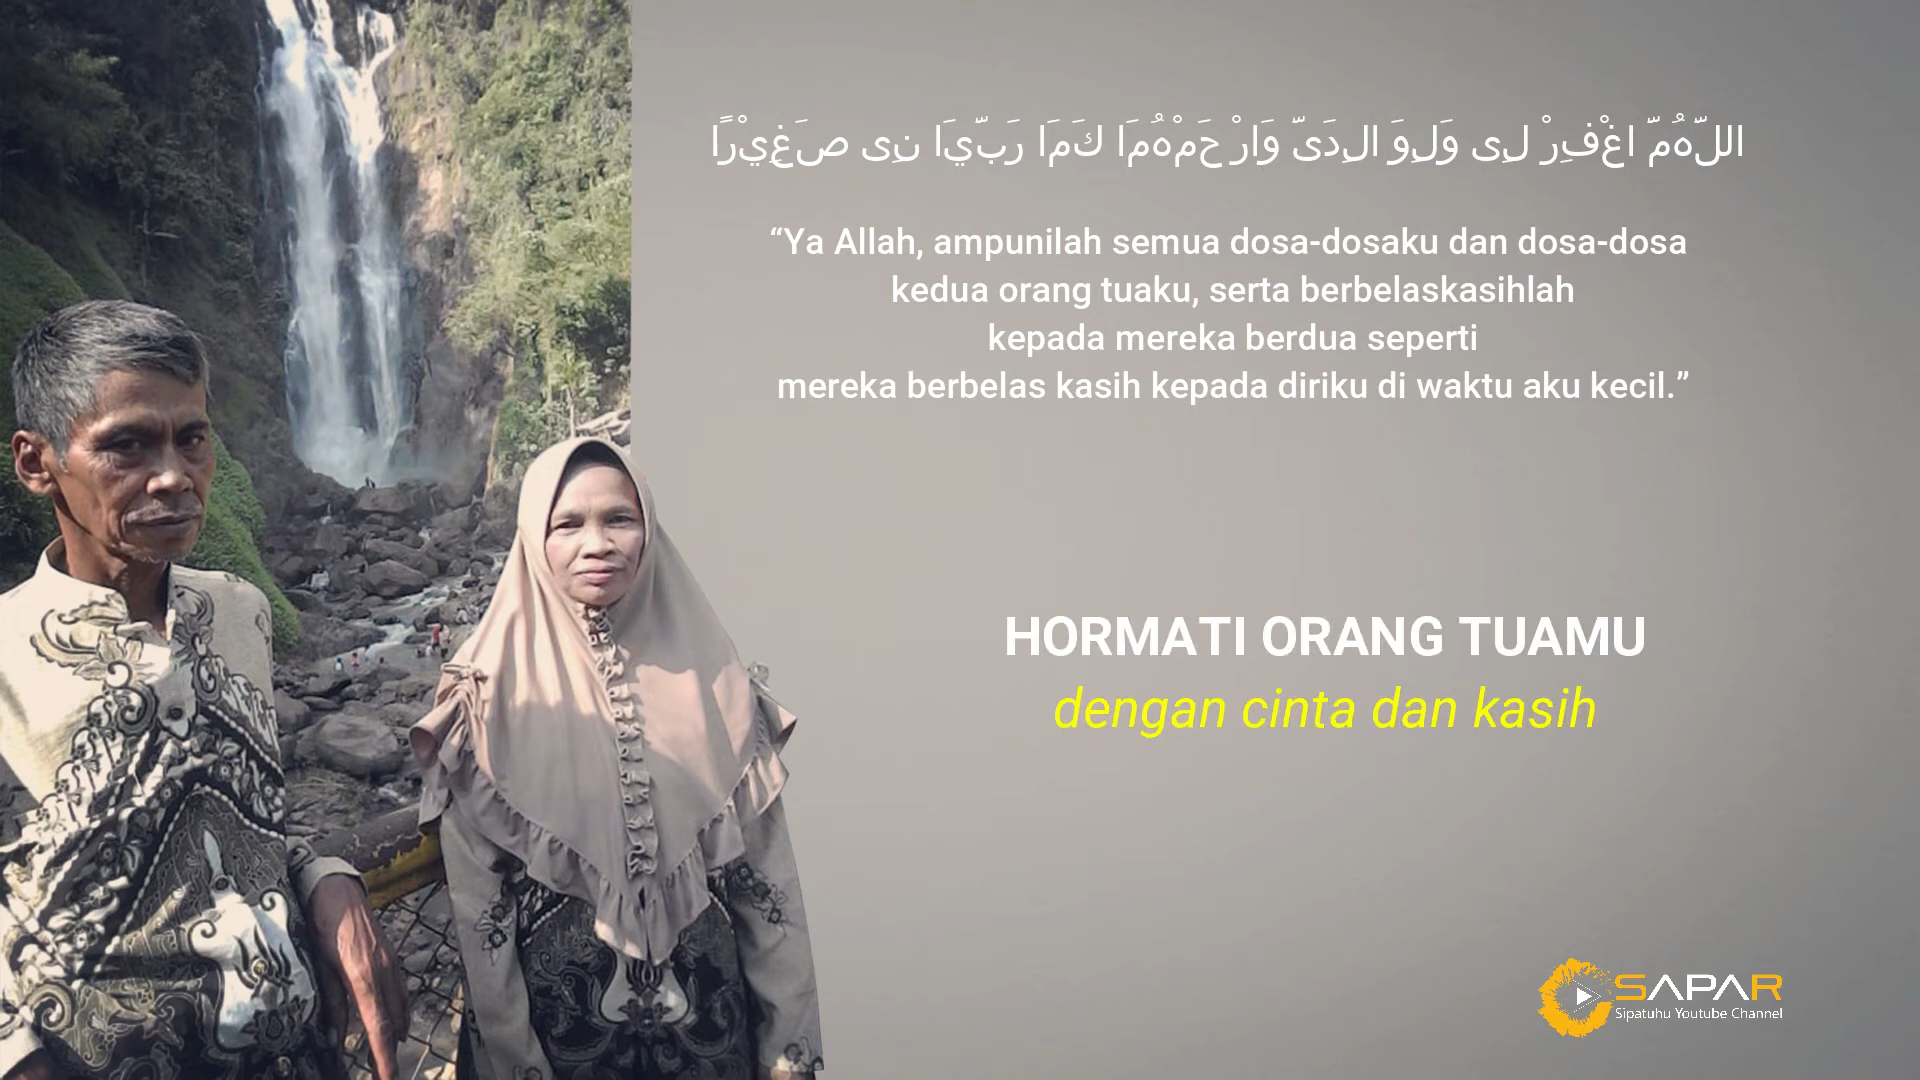 اللّهُمّ اغْفِرْ لِى وَلِوَ الِدَىّ وَارْ حَمْهُمَا كَمَا رَبّيَا نِى صَغِيْرًا
“Ya Allah, ampunilah semua dosa-dosaku dan dosa-dosa
kedua orang tuaku, serta berbelaskasihlah
kepada mereka berdua seperti
mereka berbelas kasih kepada diriku di waktu aku kecil.”
HORMATI ORANG TUAMU
dengan cinta dan kasih
SAPAR
Sipatuhu Youtube Channel